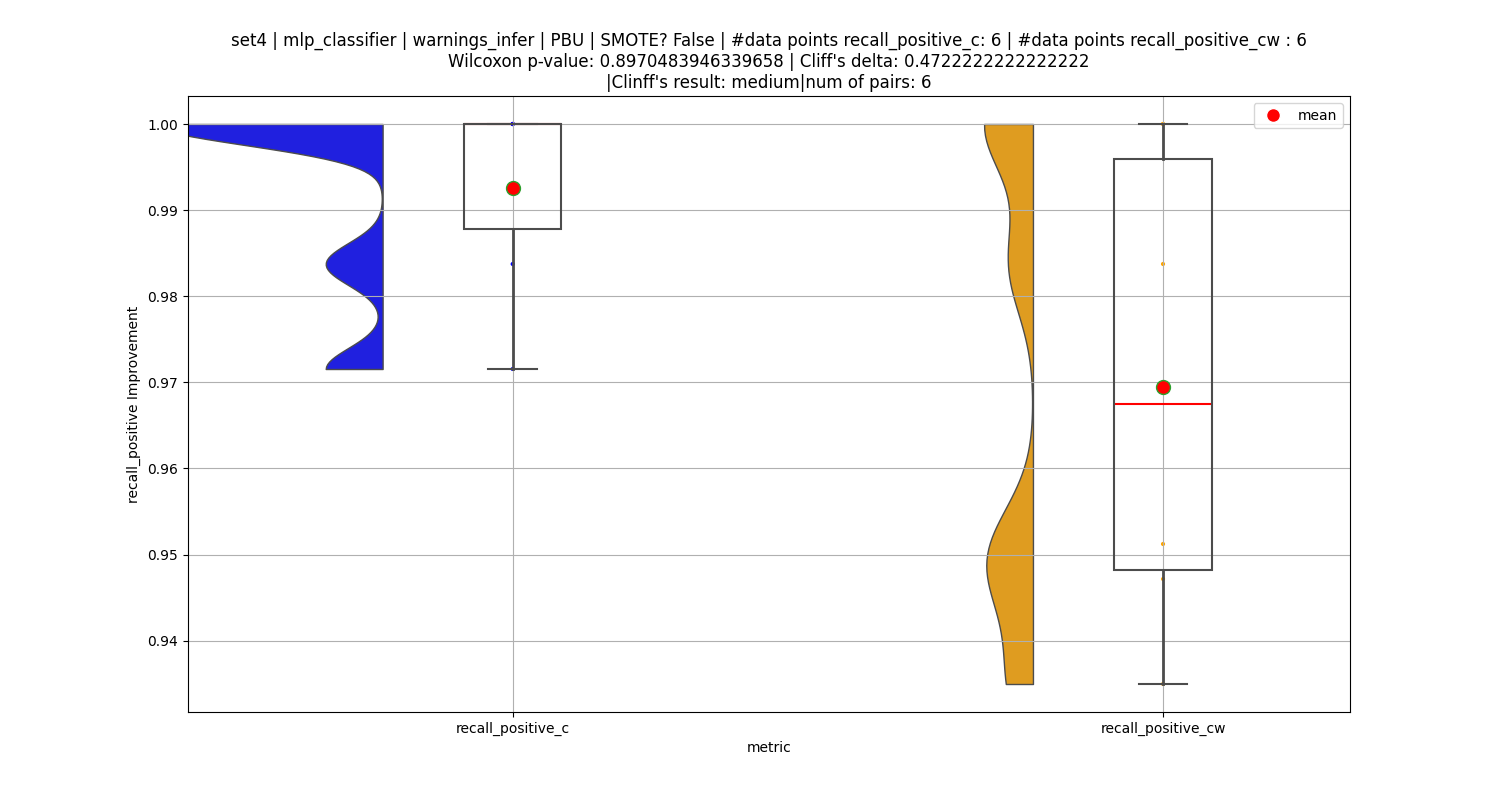 set4 | mlp_classifier | warnings_infer | PBU | SMOTE? False | #data points recall_positive_c: 6 | #data points recall_positive_cw : 6
Wilcoxon p-value: 0.8970483946339658 | Cliff's delta: 0.4722222222222222
|Clinff's result: medium|num of pairs: 6
mean
1.00
0.99
0.98
0.97
0.96
0.95
0.94
recall_positive Improvement
recall_positive_c
recall_positive_cw
metric